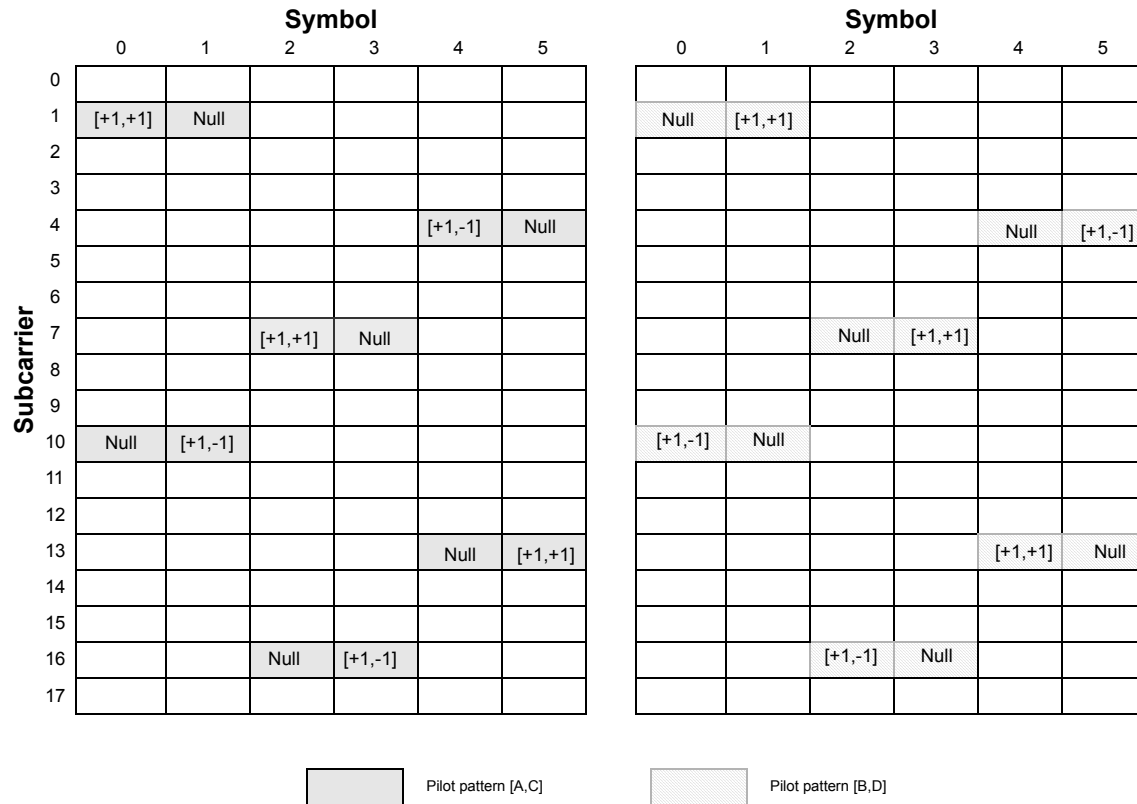 Symbol Symbol
0 1 2 3 4 5 0 1 2 3 4 5
Subcarrier
0
1 [+1,+1] Null Null [+1,+1]
2
3
4 [+1,-1] Null Null [+1,-1]
5
6
7 [+1,+1] Null Null [+1,+1]
8
9
10 Null [+1,-1] [+1,-1] Null
11
12
13 Null [+1,+1] [+1,+1] Null
14
15
16 Null [+1,-1] [+1,-1] Null
17
Pilot pattern [A,C] Pilot pattern [B,D]